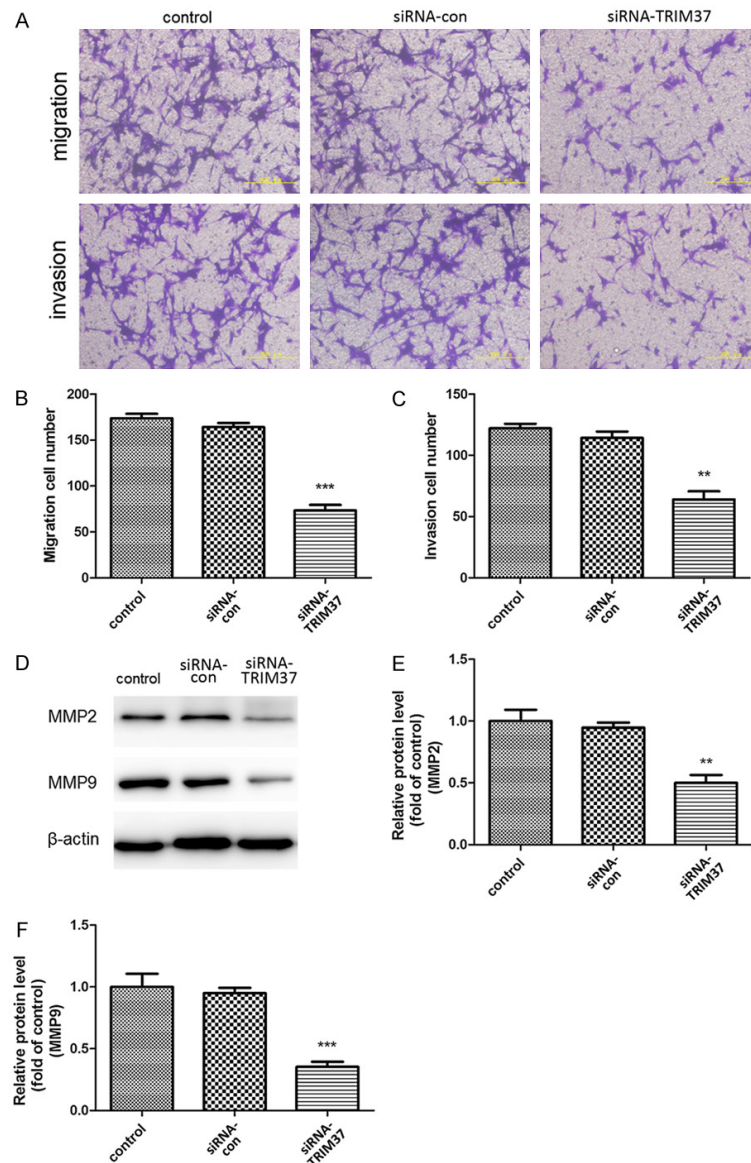 A
control
siRNA-con
siRNA-TRIM37
migration
invasion
B
Migration cell number
200
150
100
50
0
control
siRNA-
con
siRNA-
TRIM37
***
C
Invasion cell number
150
100
50
0
control
siRNA-
con
siRNA-
TRIM37
**
D
control
siRNA-
con
siRNA-
TRIM37
MMP2
MMP9
β-actin
E
Relative protein level
(fold of control)
(MMP2)
1.5
1.0
0.5
0.0
control
siRNA-
con
siRNA-
TRIM37
**
F
Relative protein level
(fold of control)
(MMP9)
1.5
1.0
0.5
0.0
control
siRNA-
con
siRNA-
TRIM37
***